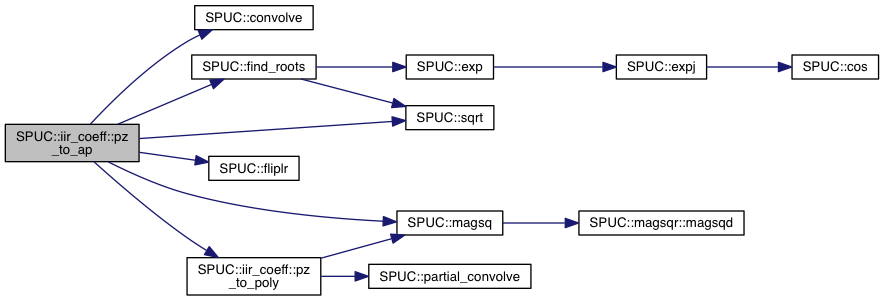 SPUC::convolve
SPUC::find_roots
SPUC::exp
SPUC::expj
SPUC::cos
SPUC::sqrt
SPUC::iir_coeff::pz
_to_ap
SPUC::fliplr
SPUC::magsq
SPUC::magsqr::magsqd
SPUC::iir_coeff::pz
_to_poly
SPUC::partial_convolve